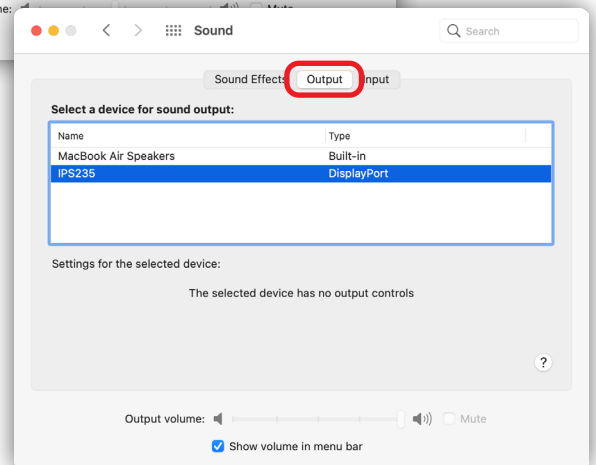 me:
Mute
Sound
Search
Sound Effects Output Input
Select a device for sound output:
Name Type
MacBook Air Speakers Built-in
IPS235 DisplayPort
Settings for the selected device:
The selected device has no output controls
?
Output volume: Mute
Show volume in menu bar